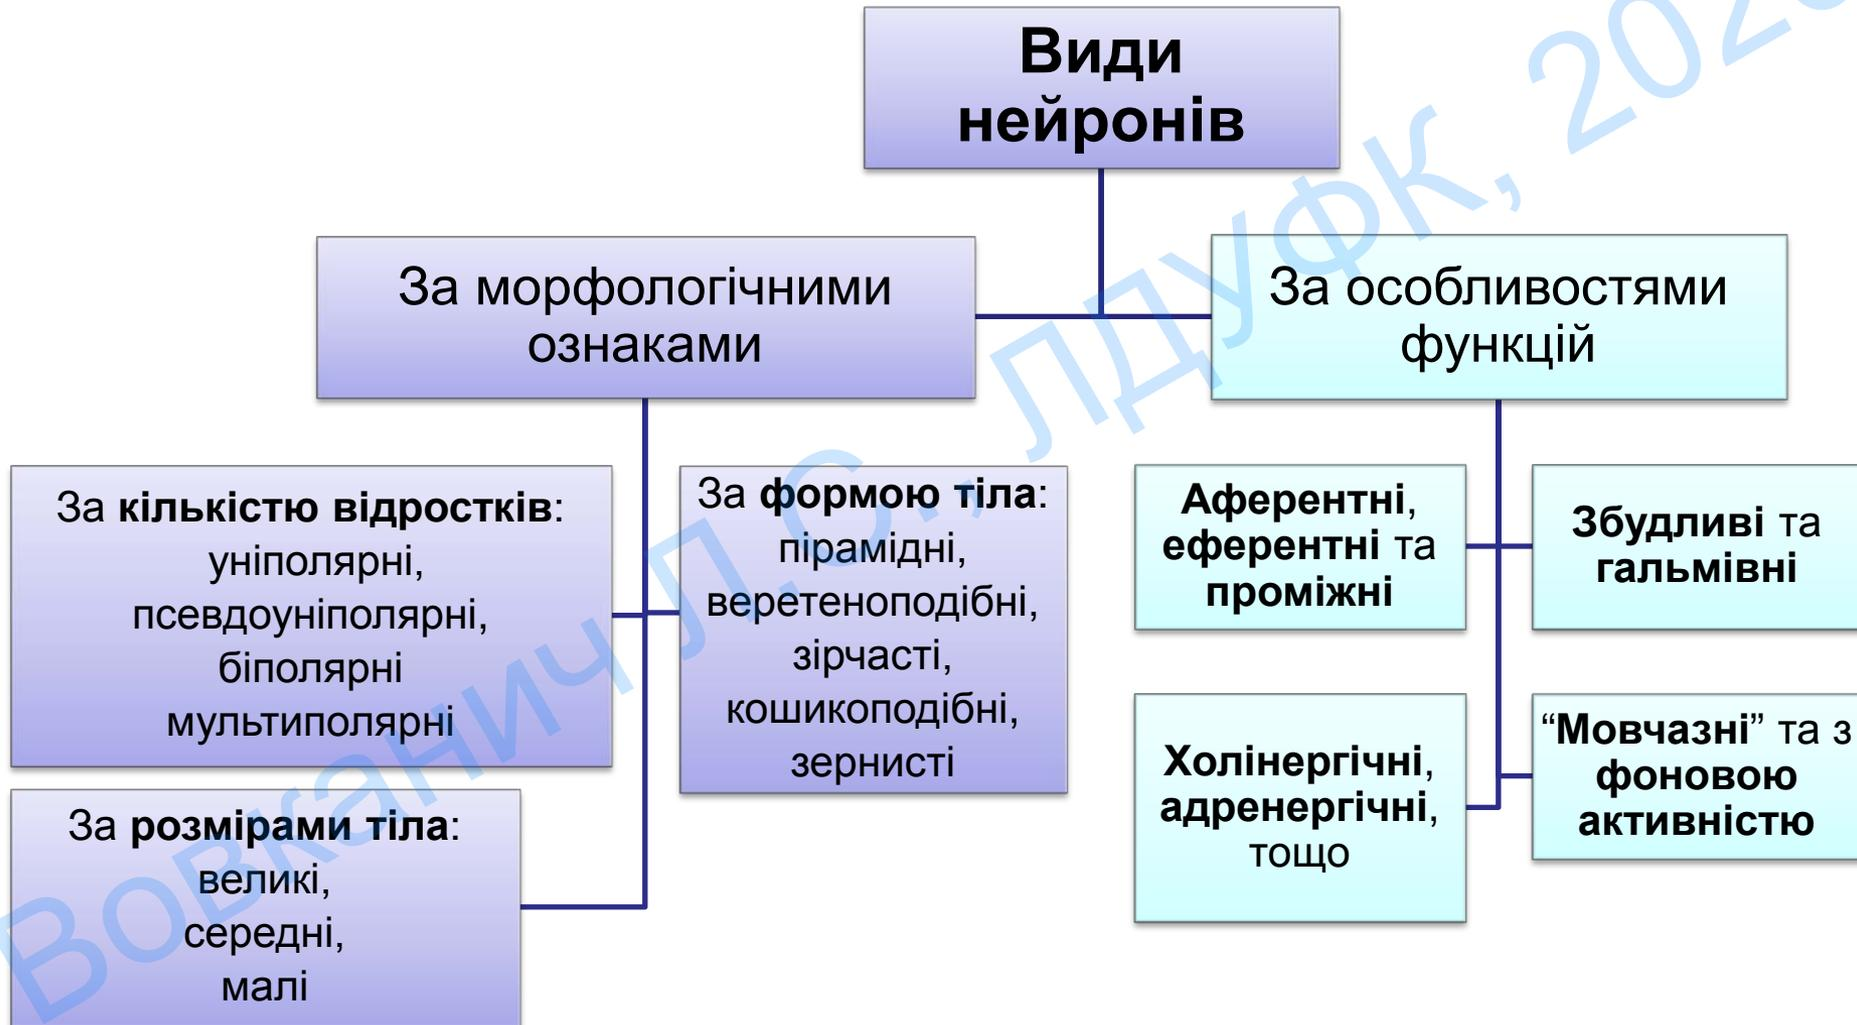 Види
нейронів
За морфологічними
ознаками
За особливостями
функцій
За кількістю відростків:
уніполярні,
псевдоуніполярні,
біполярні
мультиполярні
За формою тіла:
пірамідні,
веретеноподібні,
зірчасті,
кошикоподібні,
зернисті
За розмірами тіла:
великі,
середні,
малі
Аферентні,
еферентні та
проміжні
Збудливі та
гальмівні
Холінергічні,
адренергічні,
тощо
“Мовчазні” та з
фоновою
активністю
Вовканич Л.С., ЛДУФК,